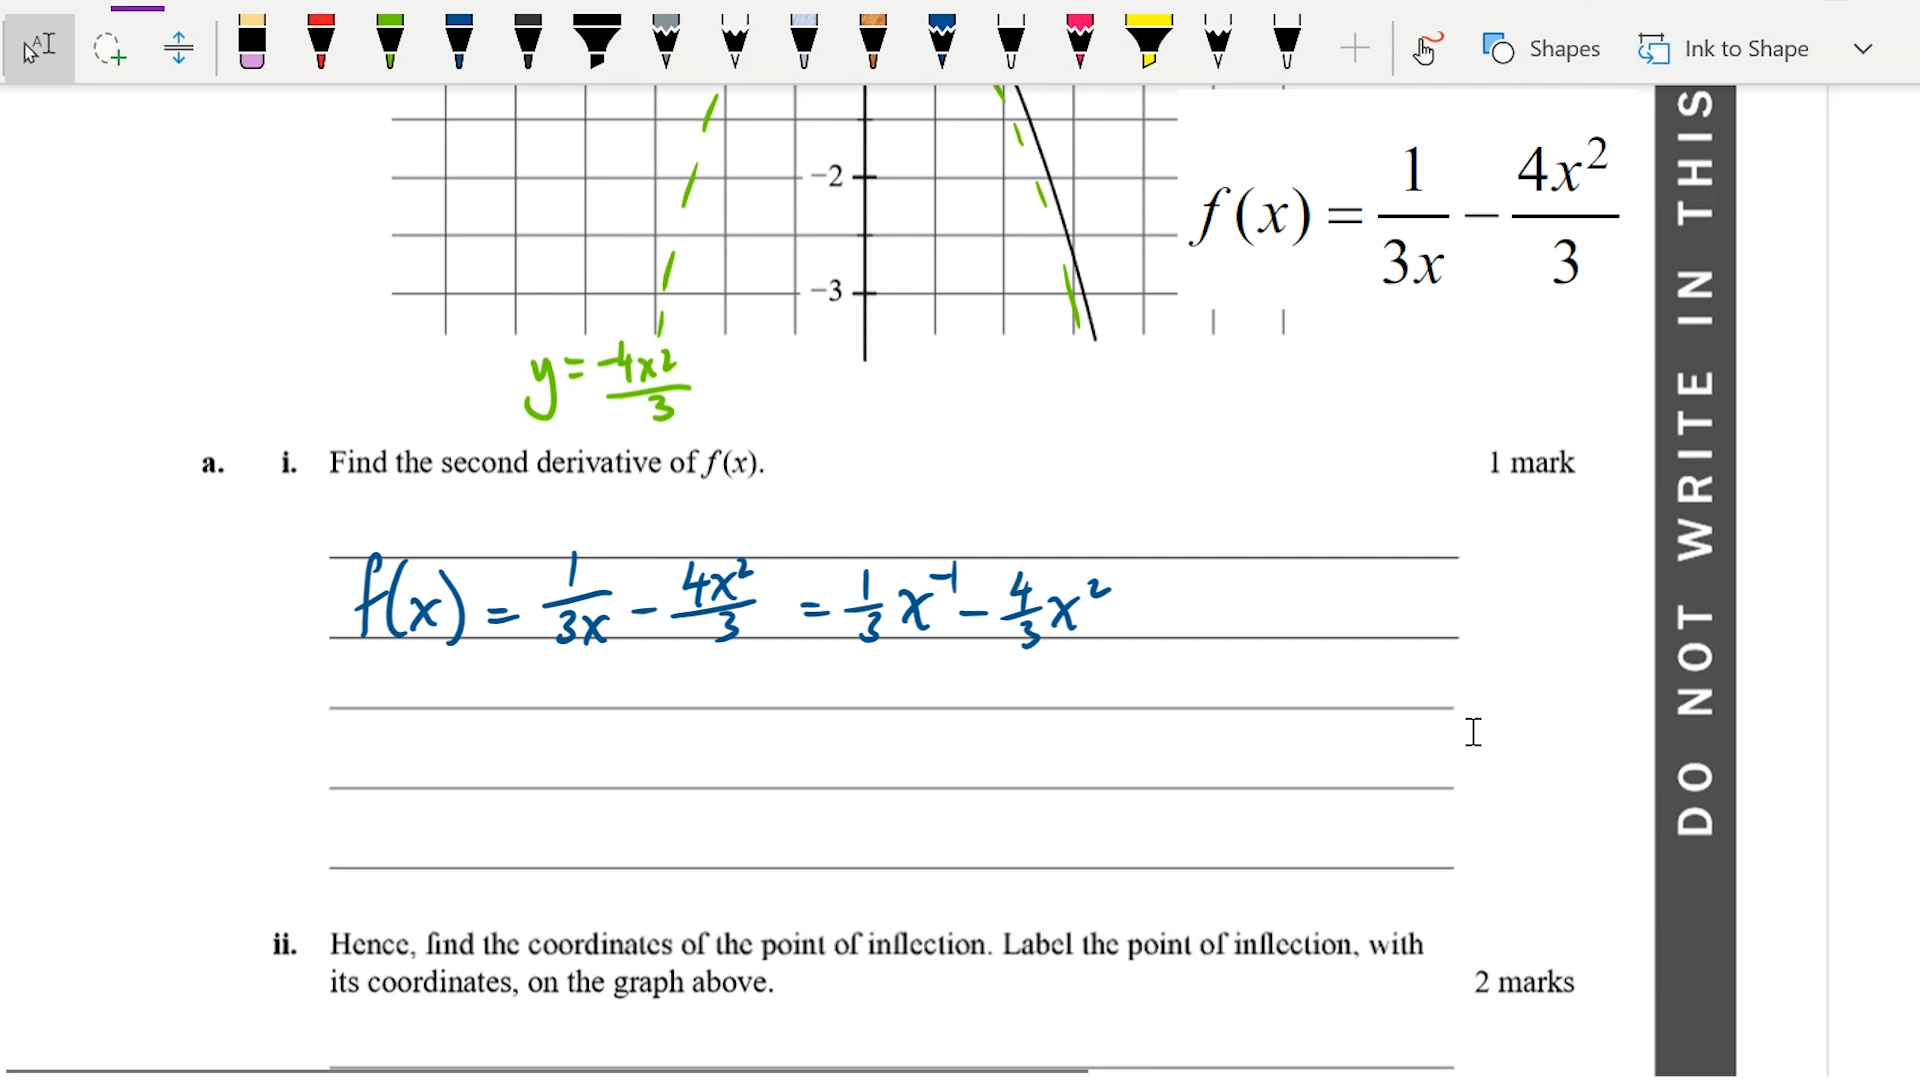 Shapes
Ink to Shape
−2
−3
f(x) = 1/3x − 4x²/3
y = -4x²/3
a. i. Find the second derivative of f(x). 1 mark
f(x) = 1/3x - 4x²/3 = 1/3 x⁻¹ - 4/3 x²
ii. Hence, find the coordinates of the point of inflection. Label the point of inflection, with
its coordinates, on the graph above. 2 marks
DO NOT WRITE IN THIS